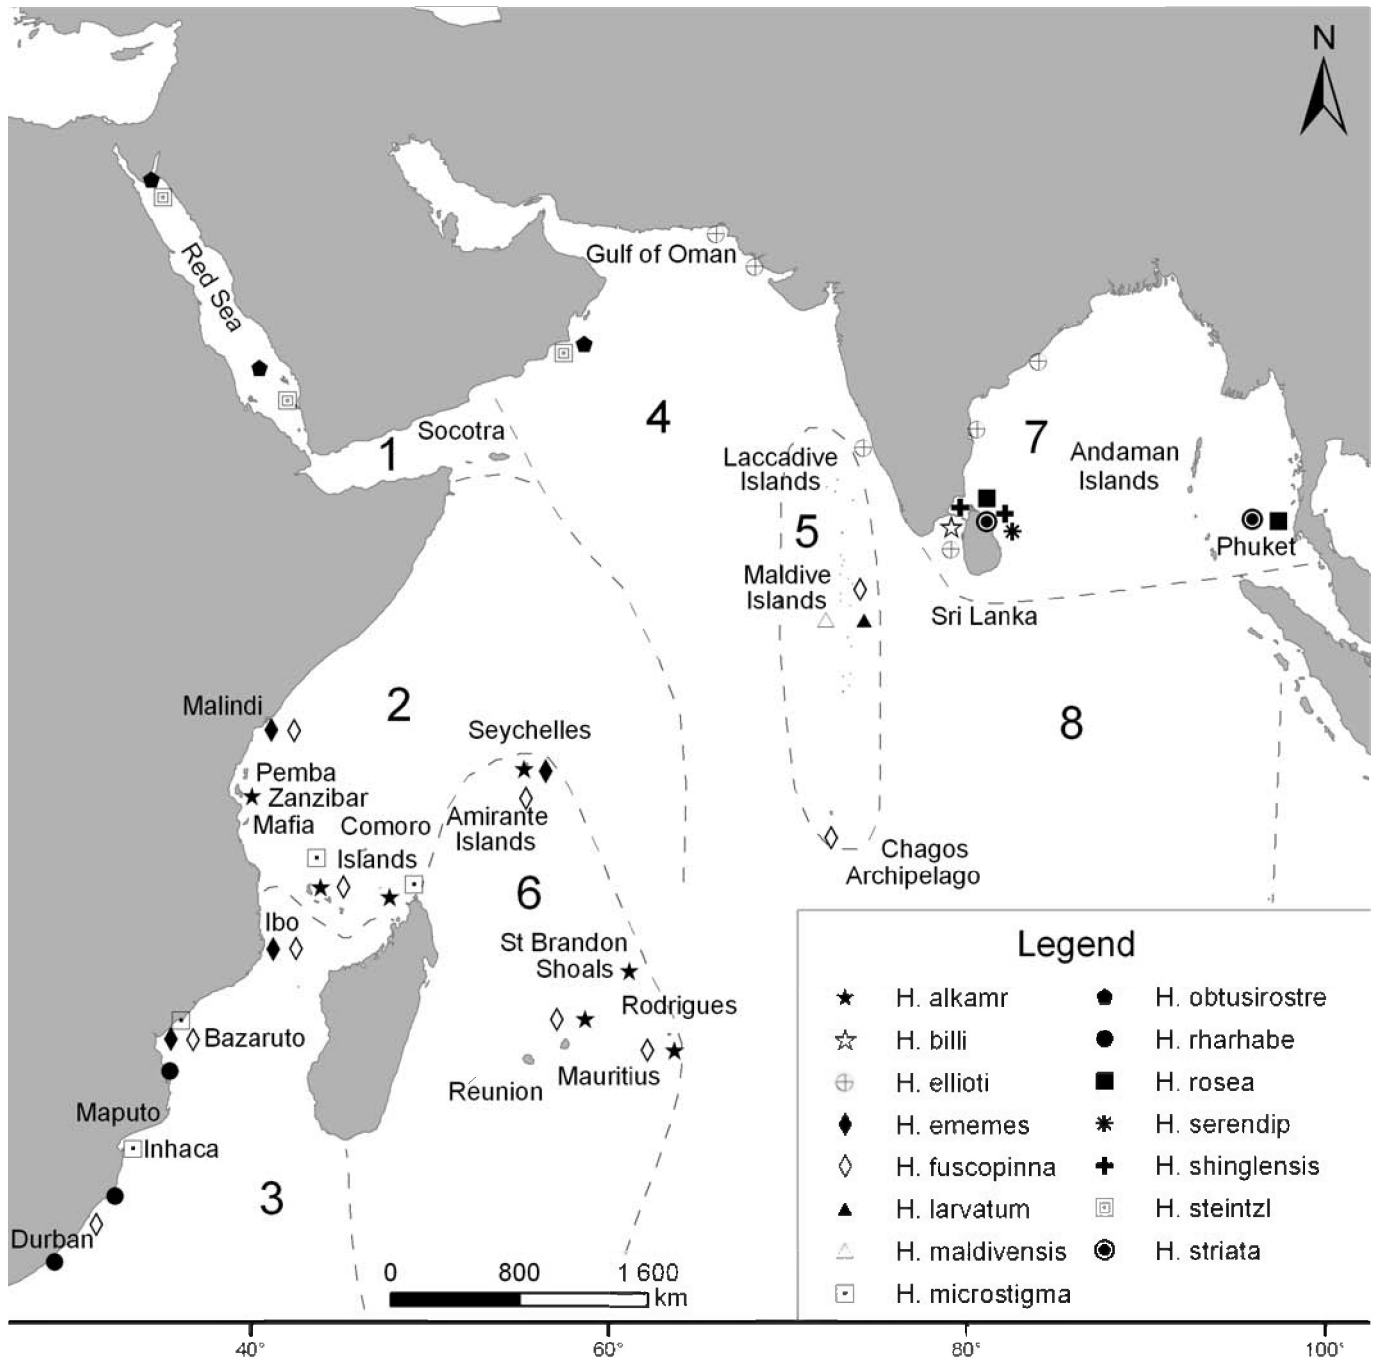 N
Red Sea
Gulf of Oman
4
Socotra
1
7
Laccadive
Islands
Andaman
Islands
5
Phuket
Maldive
Islands
Sri Lanka
Malindi
2
Seychelles
8
Pemba
Zanzibar
Mafia
Comoro
Islands
Amirante
Islands
Chagos
Archipelago
6
Ibo
St Brandon
Shoals
Rodrigues
Bazaruto
Mauritius
Reunion
Maputo
Inhaca
3
Durban
0 800 1 600
km
Legend
H. alkamr
H. billi
H. ellioti
H. ememes
H. fuscopinna
H. larvatum
H. maldivensis
H. microstigma
H. obtusirostre
H. rharhabe
H. rosea
H. serendip
H. shinglensis
H. steintzl
H. striata
40° 60° 80° 100°